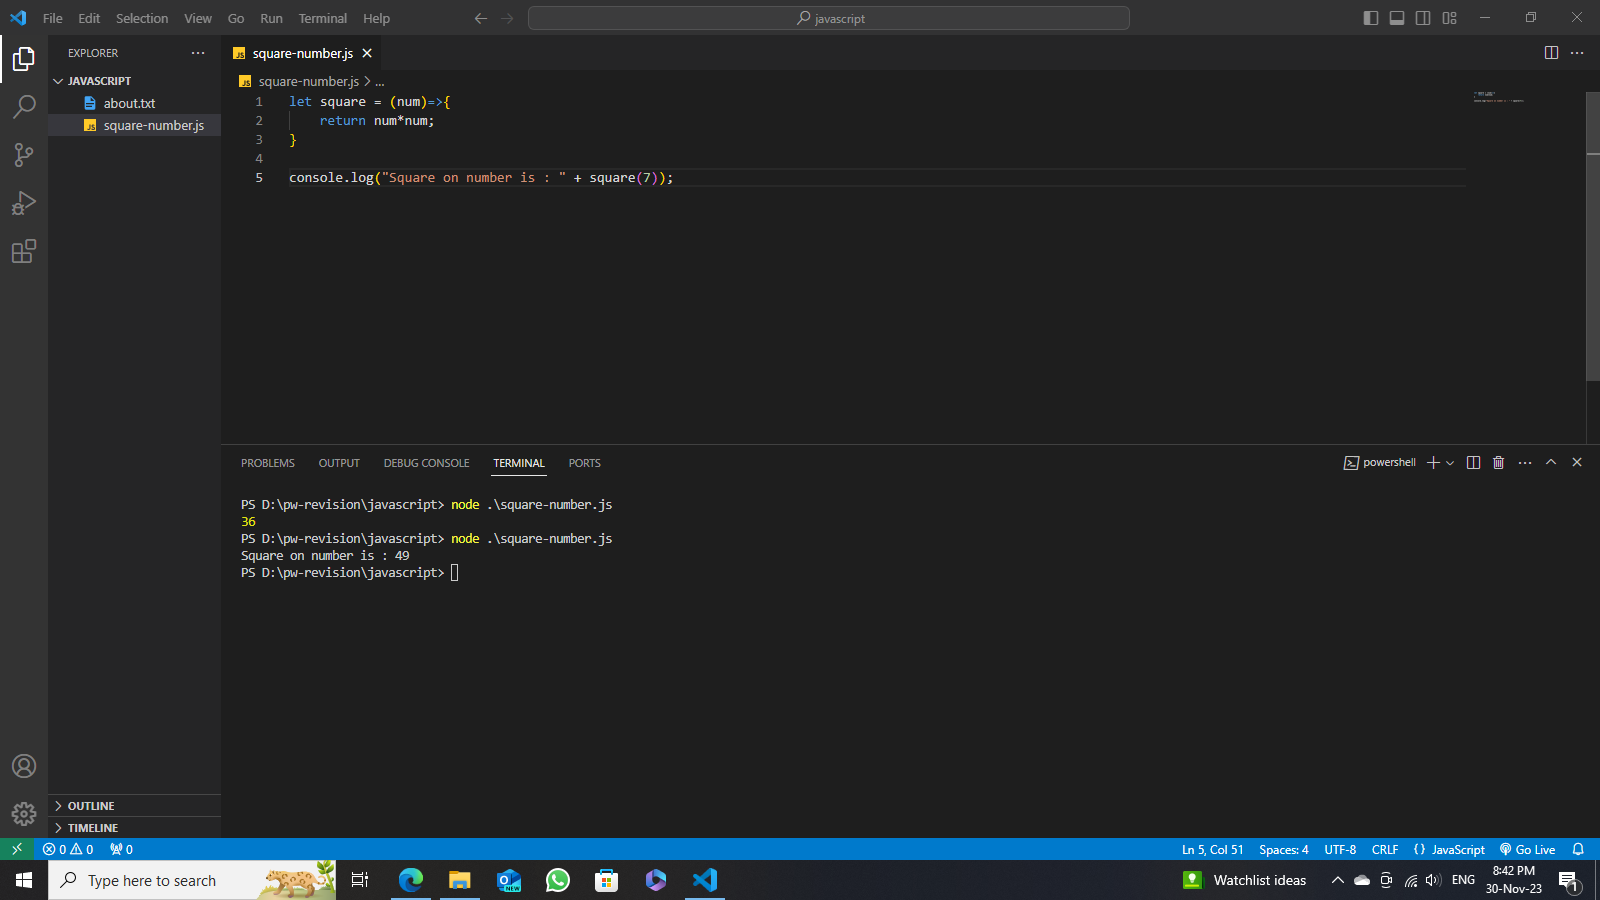 File Edit Selection View Go Run Terminal Help
javascript
EXPLORER
JAVASCRIPT
about.txt
JS square-number.js
JS square-number.js
JS square-number.js > ...
1 let square = (num)=>{
2 return num*num;
3 }
4
5 console.log("Square on number is : " + square(7));
PROBLEMS OUTPUT DEBUG CONSOLE TERMINAL PORTS
powershell
PS D:\pw-revision\javascript> node .\square-number.js
36
PS D:\pw-revision\javascript> node .\square-number.js
Square on number is : 49
PS D:\pw-revision\javascript>
OUTLINE
TIMELINE
0 0 0
Ln 5, Col 51 Spaces: 4 UTF-8 CRLF {} JavaScript Go Live
Type here to search
NEW
Watchlist ideas
ENG
8:42 PM
30-Nov-23
1